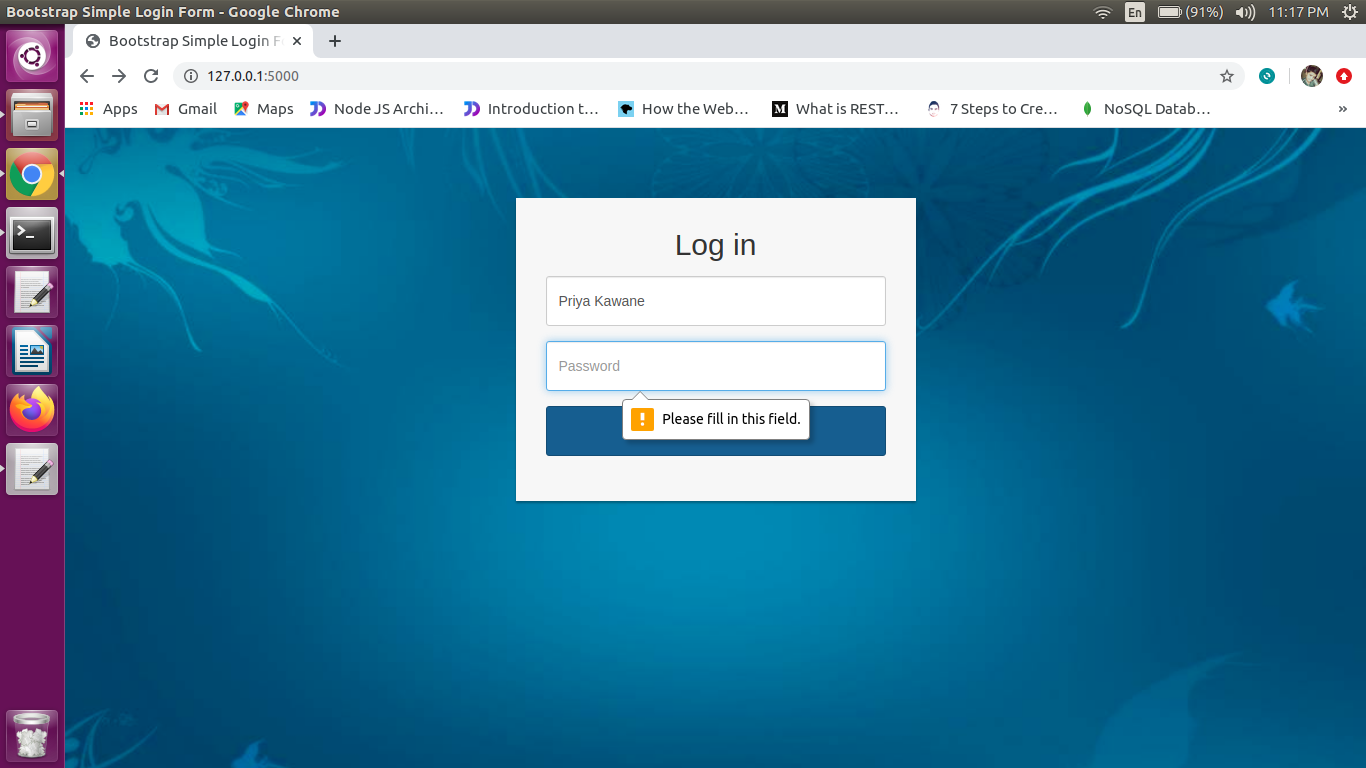 Bootstrap Simple Login Form - Google Chrome
En (91%) 11:17 PM
Bootstrap Simple Login F
127.0.0.1:5000
Apps Gmail Maps Node JS Archi... Introduction t... How the Web... What is REST... 7 Steps to Cre... NoSQL Datab... »
Log in
Priya Kawane
Password
Please fill in this field.